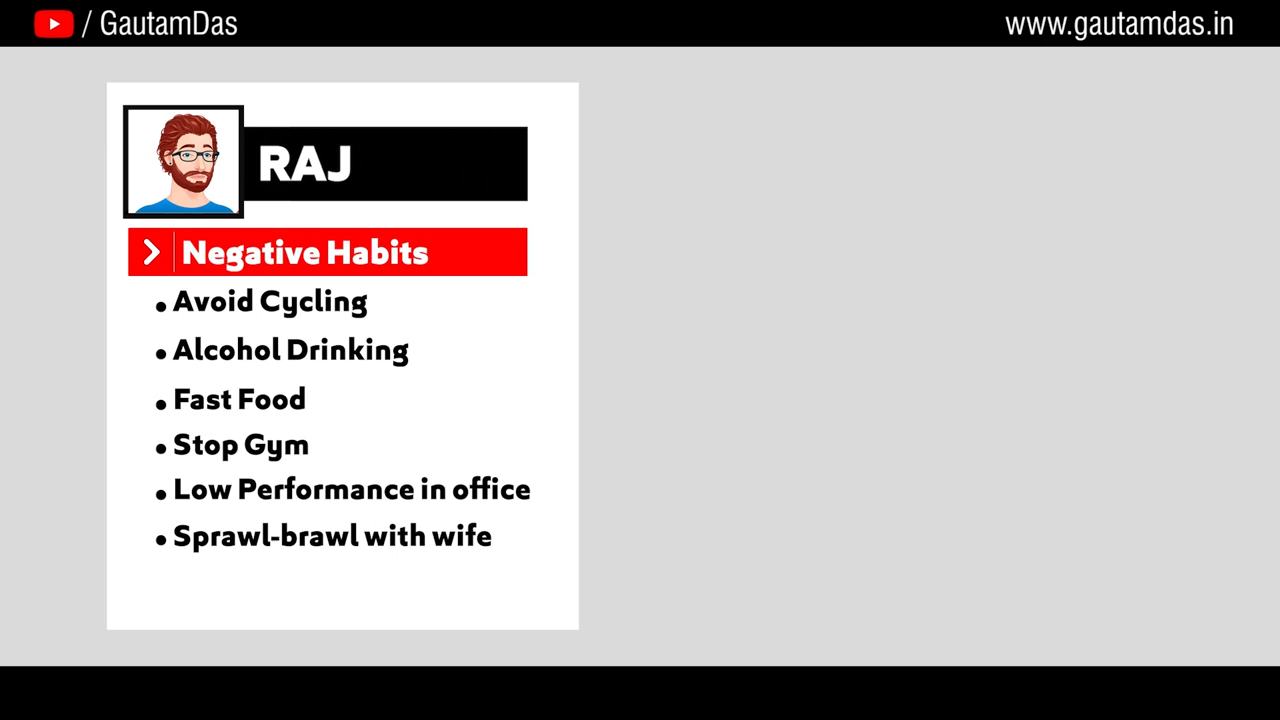 / GautamDas
www.gautamdas.in
RAJ
Negative Habits
• Avoid Cycling
• Alcohol Drinking
• Fast Food
• Stop Gym
• Low Performance in office
• Sprawl-brawl with wife